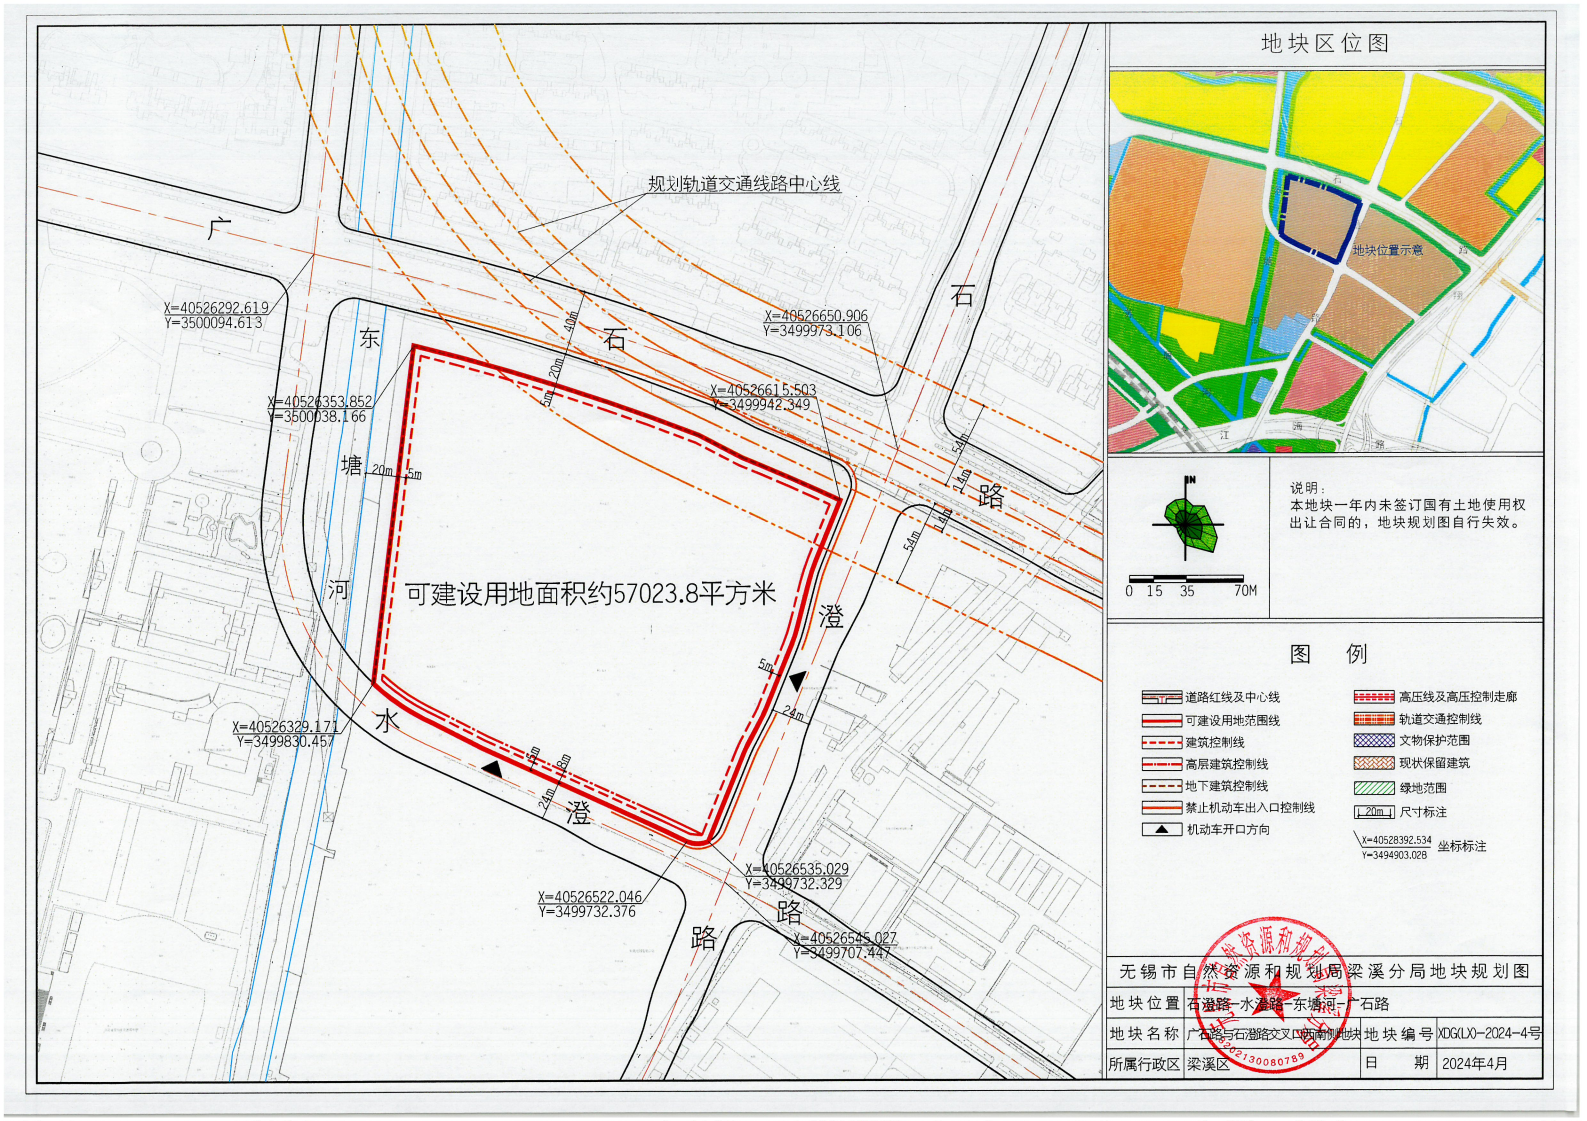 地块区位图
规划轨道交通线路中心线
广
X=40526292.619
Y=3500094.613
东
石
石
X=40526650.906
Y=3499973.106
40m
20m
5m
X=40526353.852
Y=3500038.166
X=40526615.503
Y=3499942.349
塘
20m
5m
54m
14m
路
14m
54m
河
可建设用地面积约57023.8平方米
澄
5m
24m
X=40526329.171
Y=3499830.457
水
5m
8m
24m
澄
X=40526535.029
Y=3499732.329
X=40526522.046
Y=3499732.376
路
路
X=40526545.027
Y=3499707.447
石
地块位置示意
路
江
海
路
N
0 15 35 70M
说明:
本地块一年内未签订国有土地使用权
出让合同的，地块规划图自行失效。
图 例
道路红线及中心线
可建设用地范围线
建筑控制线
高层建筑控制线
地下建筑控制线
禁止机动车出入口控制线
机动车开口方向
高压线及高压控制走廊
轨道交通控制线
文物保护范围
现状保留建筑
绿地范围
20m 尺寸标注
X=40528392.534
Y=3494903.028
坐标标注
无锡市自然资源和规划局梁溪分局地块规划图
地块位置 石澄路-水澄路-东塘河-广石路
地块名称 广石路与石澄路交叉口西南侧地块 地块编号 XDG(LX)-2024-4号
所属行政区 梁溪区 日 期 2024年4月